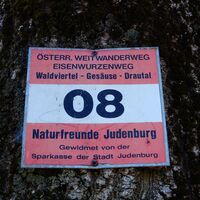 ÖSTERR. WEITWANDERWEG
EISENWURZENWEG
Waldviertel - Gesäuse - Drautal
08
Naturfreunde Judenburg
Gewidmet von der
Sparkasse der Stadt Judenburg